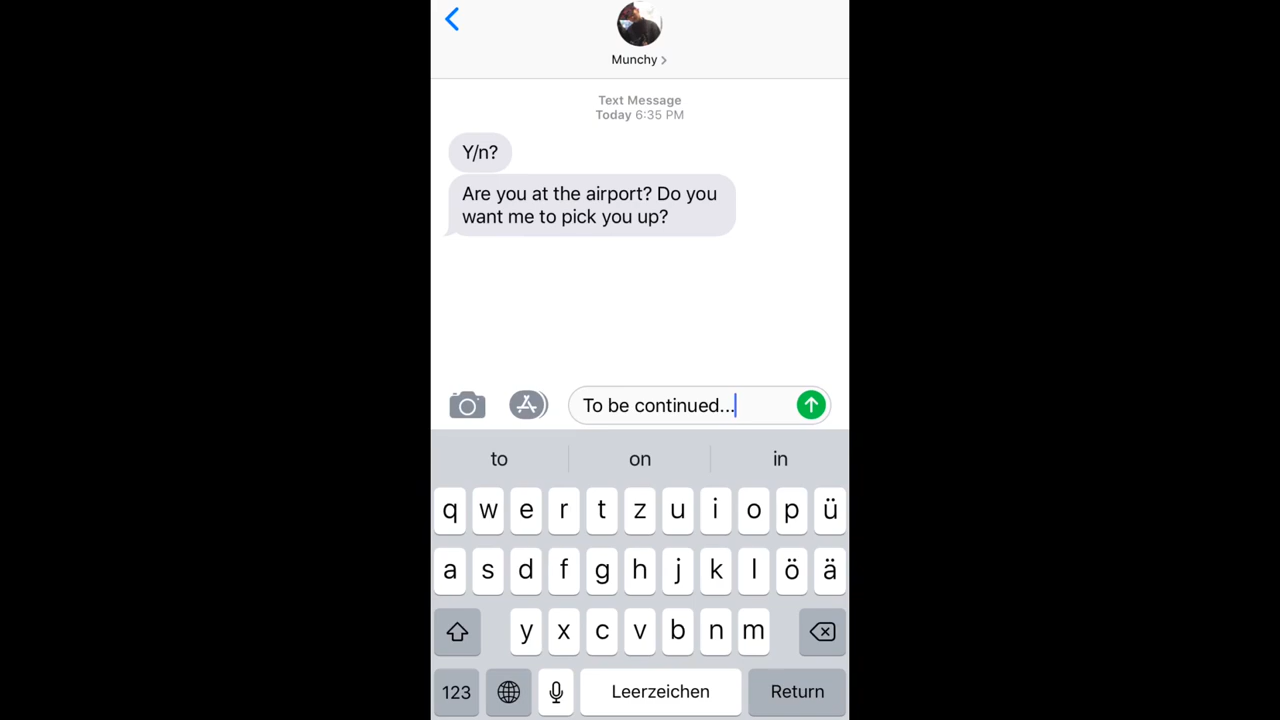 Munchy
Text Message
Today 6:35 PM
Y/n?
Are you at the airport? Do you
want me to pick you up?
To be continued...
to on in
q w e r t z u i o p ü
a s d f g h j k l ö ä
y x c v b n m
123 Leerzeichen Return